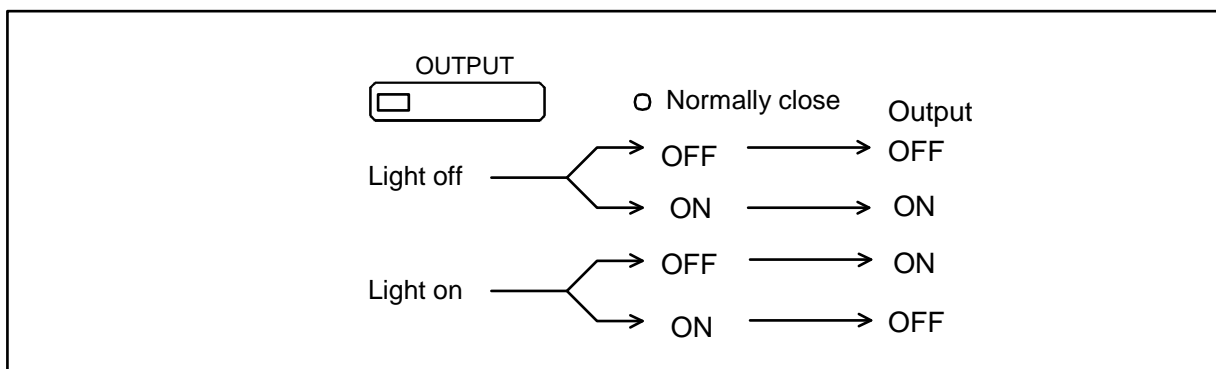 OUTPUT
Normally close
Output
Light off
OFF
OFF
ON
ON
Light on
OFF
ON
ON
OFF